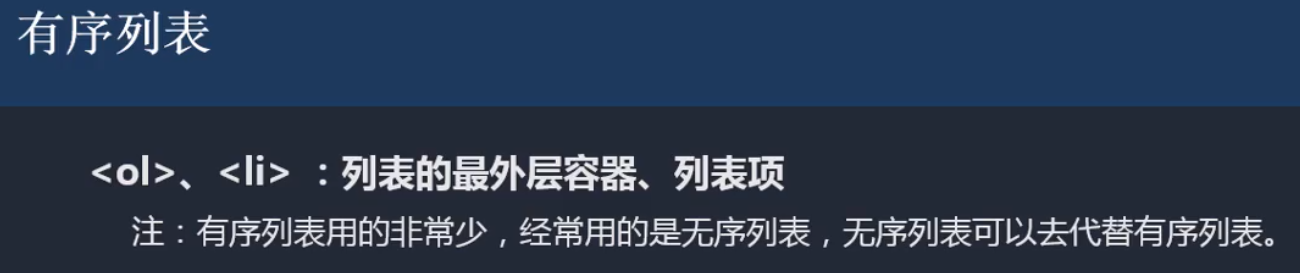 有序列表
<ol>、<li> ：列表的最外层容器、列表项
注：有序列表用的非常少，经常用的是无序列表，无序列表可以去代替有序列表。